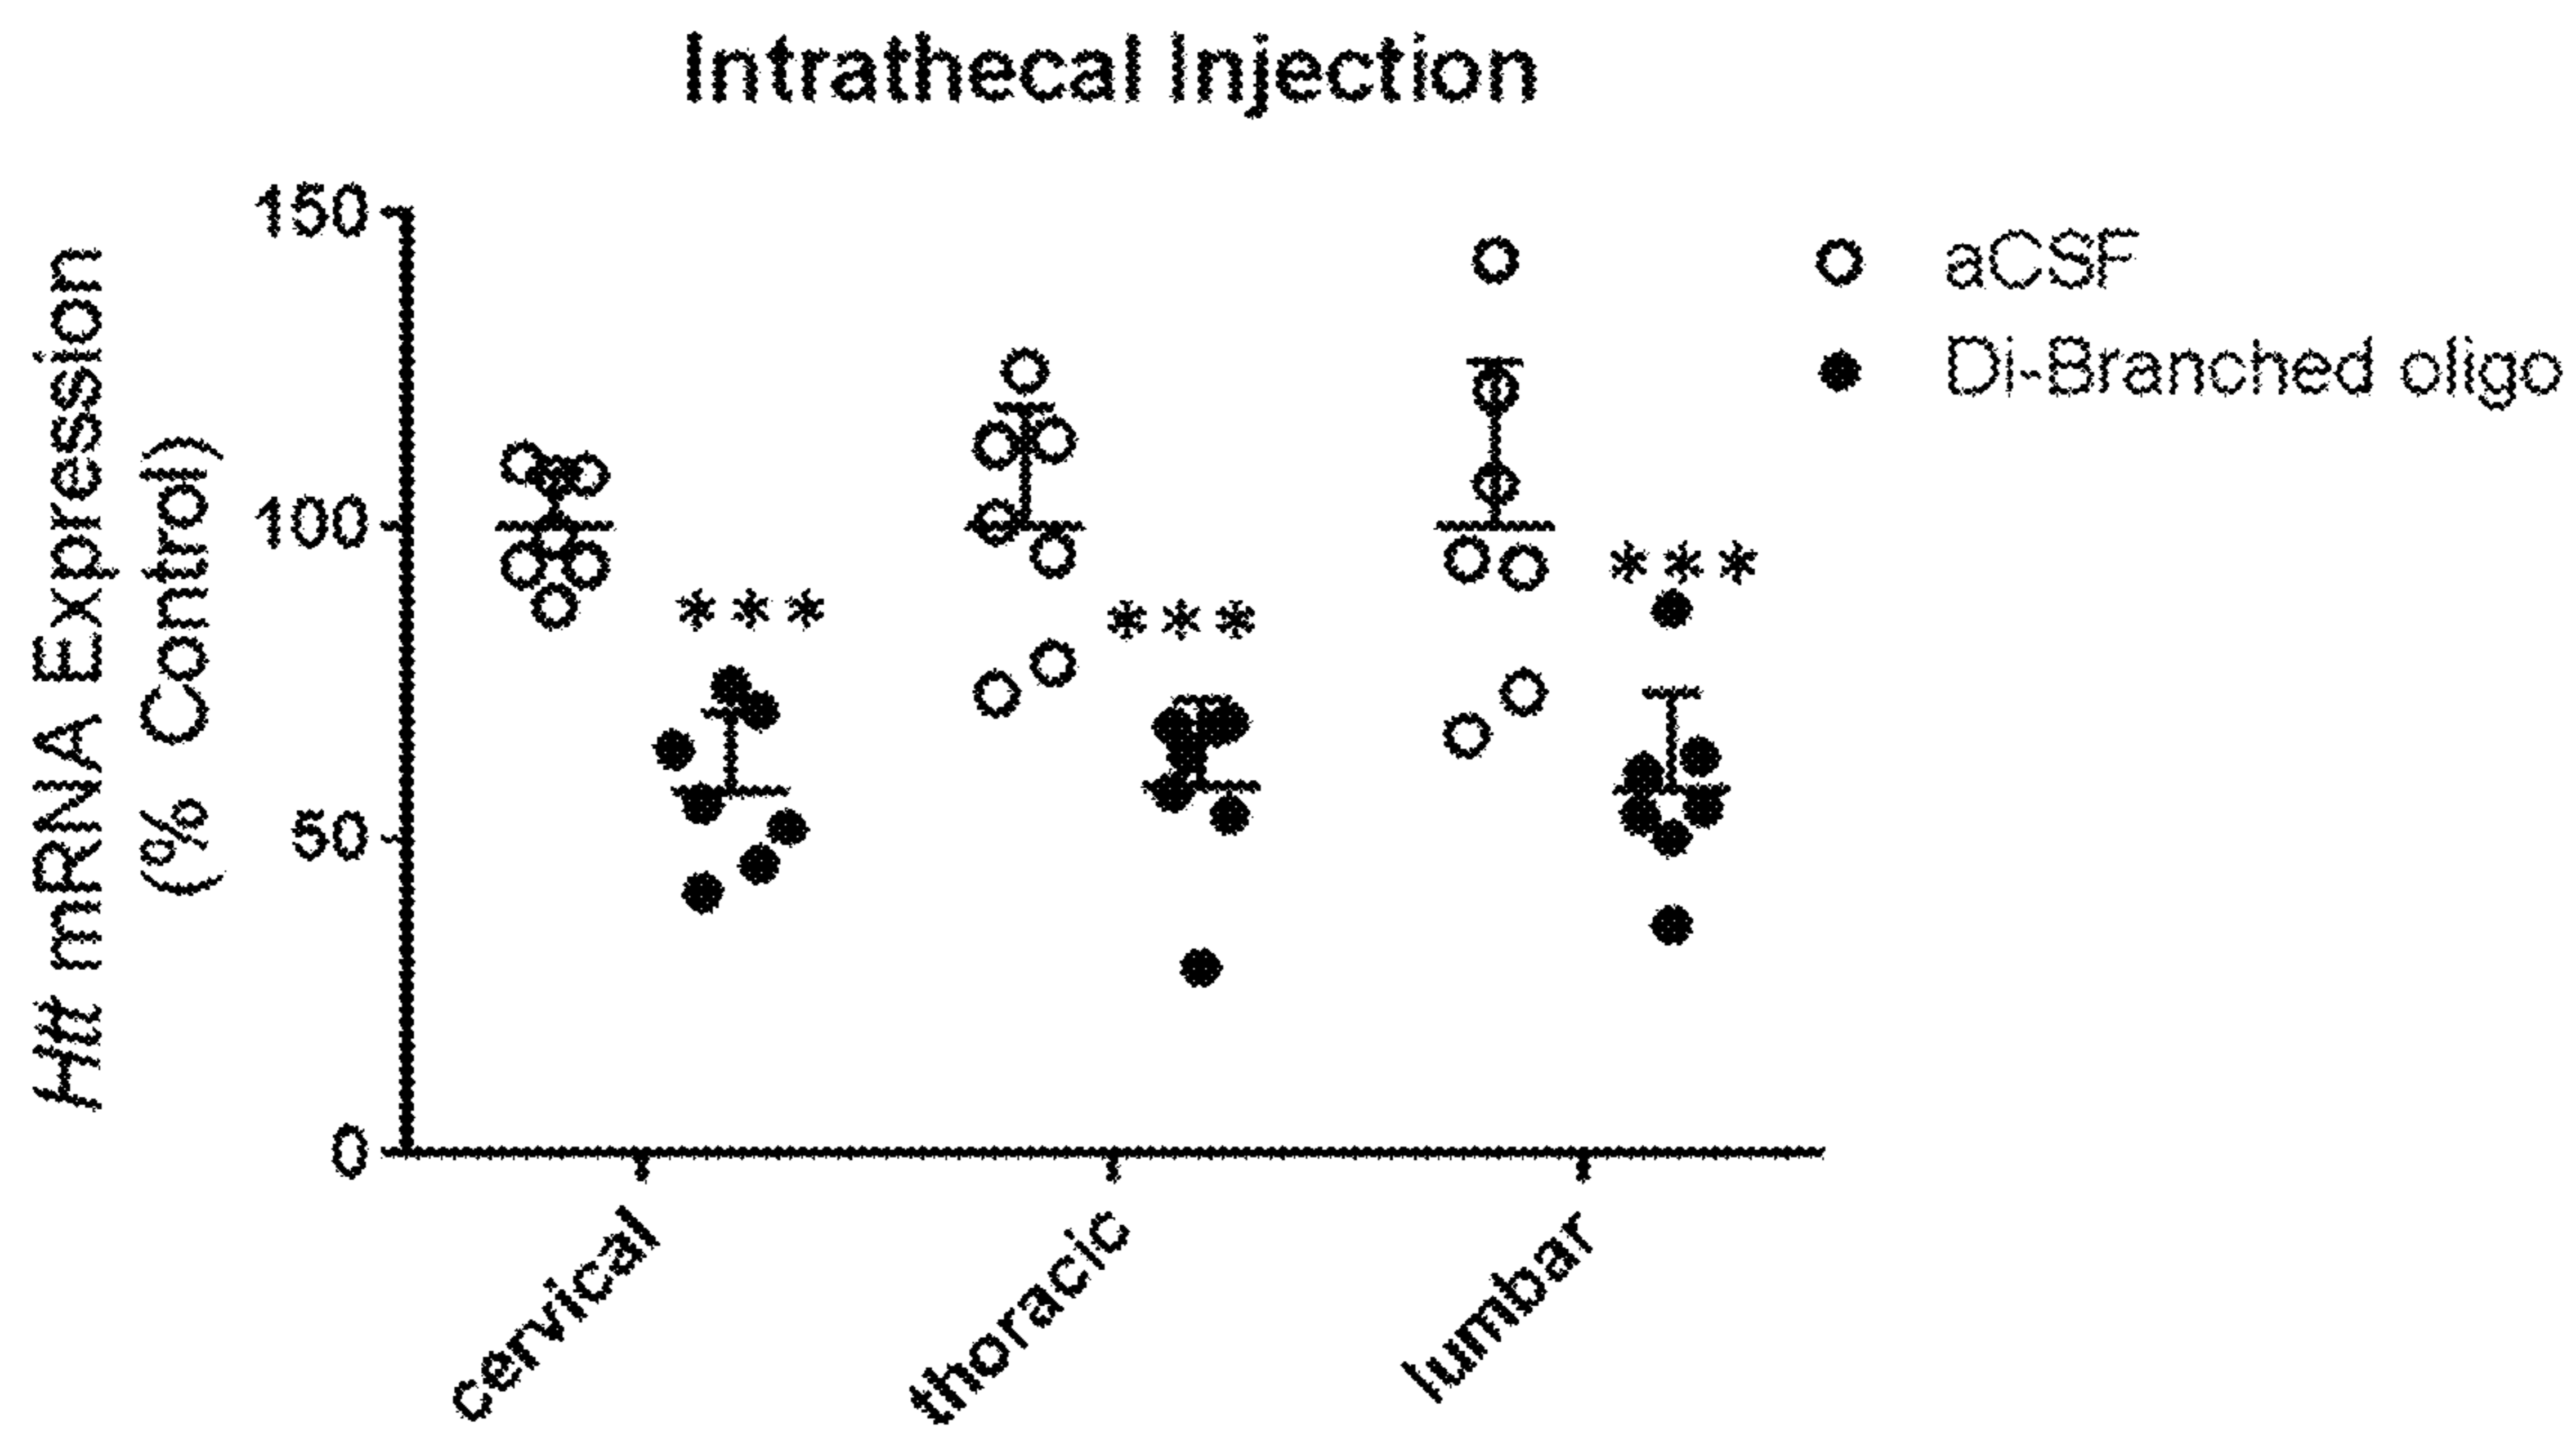 Intrathecal Injection
Htt mRNA Expression
(% Control)
150
100
50
0
aCSF
Di-Branched oligo
***
***
***
cervical
thoracic
lumbar